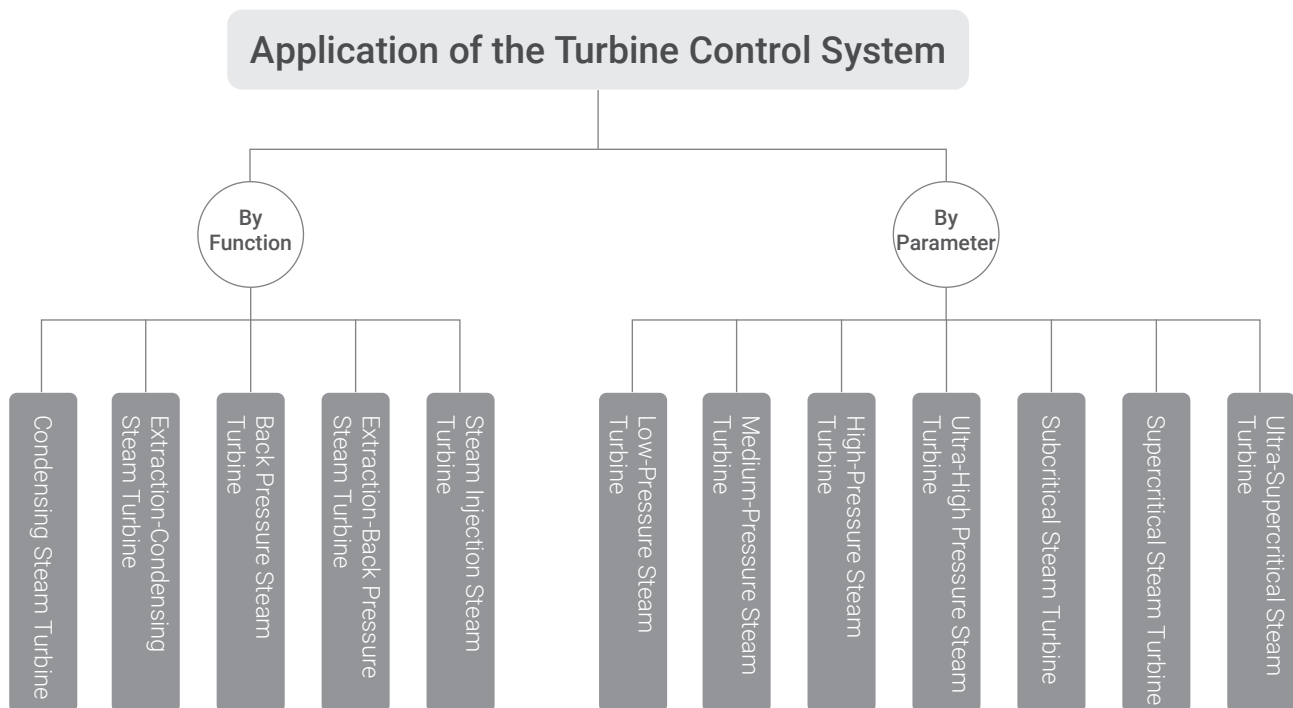 Application of the Turbine Control System
By
Function
By
Parameter
Condensing Steam Turbine
Extraction-Condensing
Steam Turbine
Back Pressure Steam
Turbine
Extraction-Back Pressure
Steam Turbine
Steam Injection Steam
Turbine
Low-Pressure Steam
Turbine
Medium-Pressure Steam
Turbine
High-Pressure Steam
Turbine
Ultra-High Pressure Steam
Turbine
Subcritical Steam Turbine
Supercritical Steam Turbine
Ultra-Supercritical Steam
Turbine